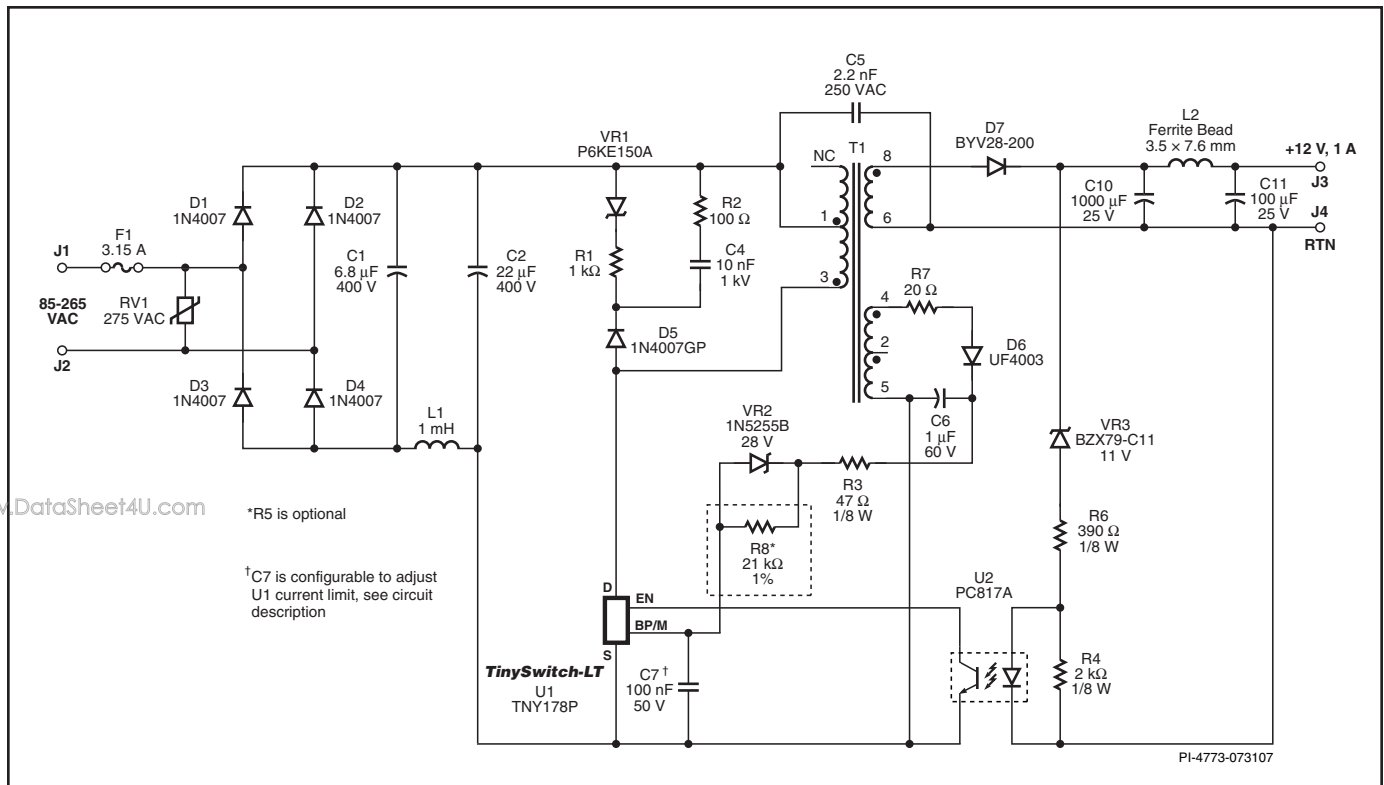 C5
2.2 nF
250 VAC
VR1
P6KE150A
NC
T1
8
D7
BYV28-200
L2
Ferrite Bead
3.5 × 7.6 mm
+12 V, 1 A
J3
D1
1N4007
D2
1N4007
R2
100 Ω
C10
1000 μF
25 V
C11
100 μF
25 V
1
6
J4
RTN
J1
F1
3.15 A
C1
6.8 μF
400 V
C2
22 μF
400 V
R1
1 kΩ
C4
10 nF
1 kV
3
R7
20 Ω
4
85-265
VAC
RV1
275 VAC
D5
1N4007GP
2
D6
UF4003
J2
D3
1N4007
D4
1N4007
5
L1
1 mH
VR2
1N5255B
28 V
C6
1 μF
60 V
VR3
BZX79-C11
11 V
R3
47 Ω
1/8 W
w.DataSheet4U.com
*R5 is optional
R8*
21 kΩ
1%
R6
390 Ω
1/8 W
†C7 is configurable to adjust
U1 current limit, see circuit
description
D
EN
BP/M
S
U2
PC817A
TinySwitch-LT
U1
TNY178P
C7†
100 nF
50 V
R4
2 kΩ
1/8 W
PI-4773-073107